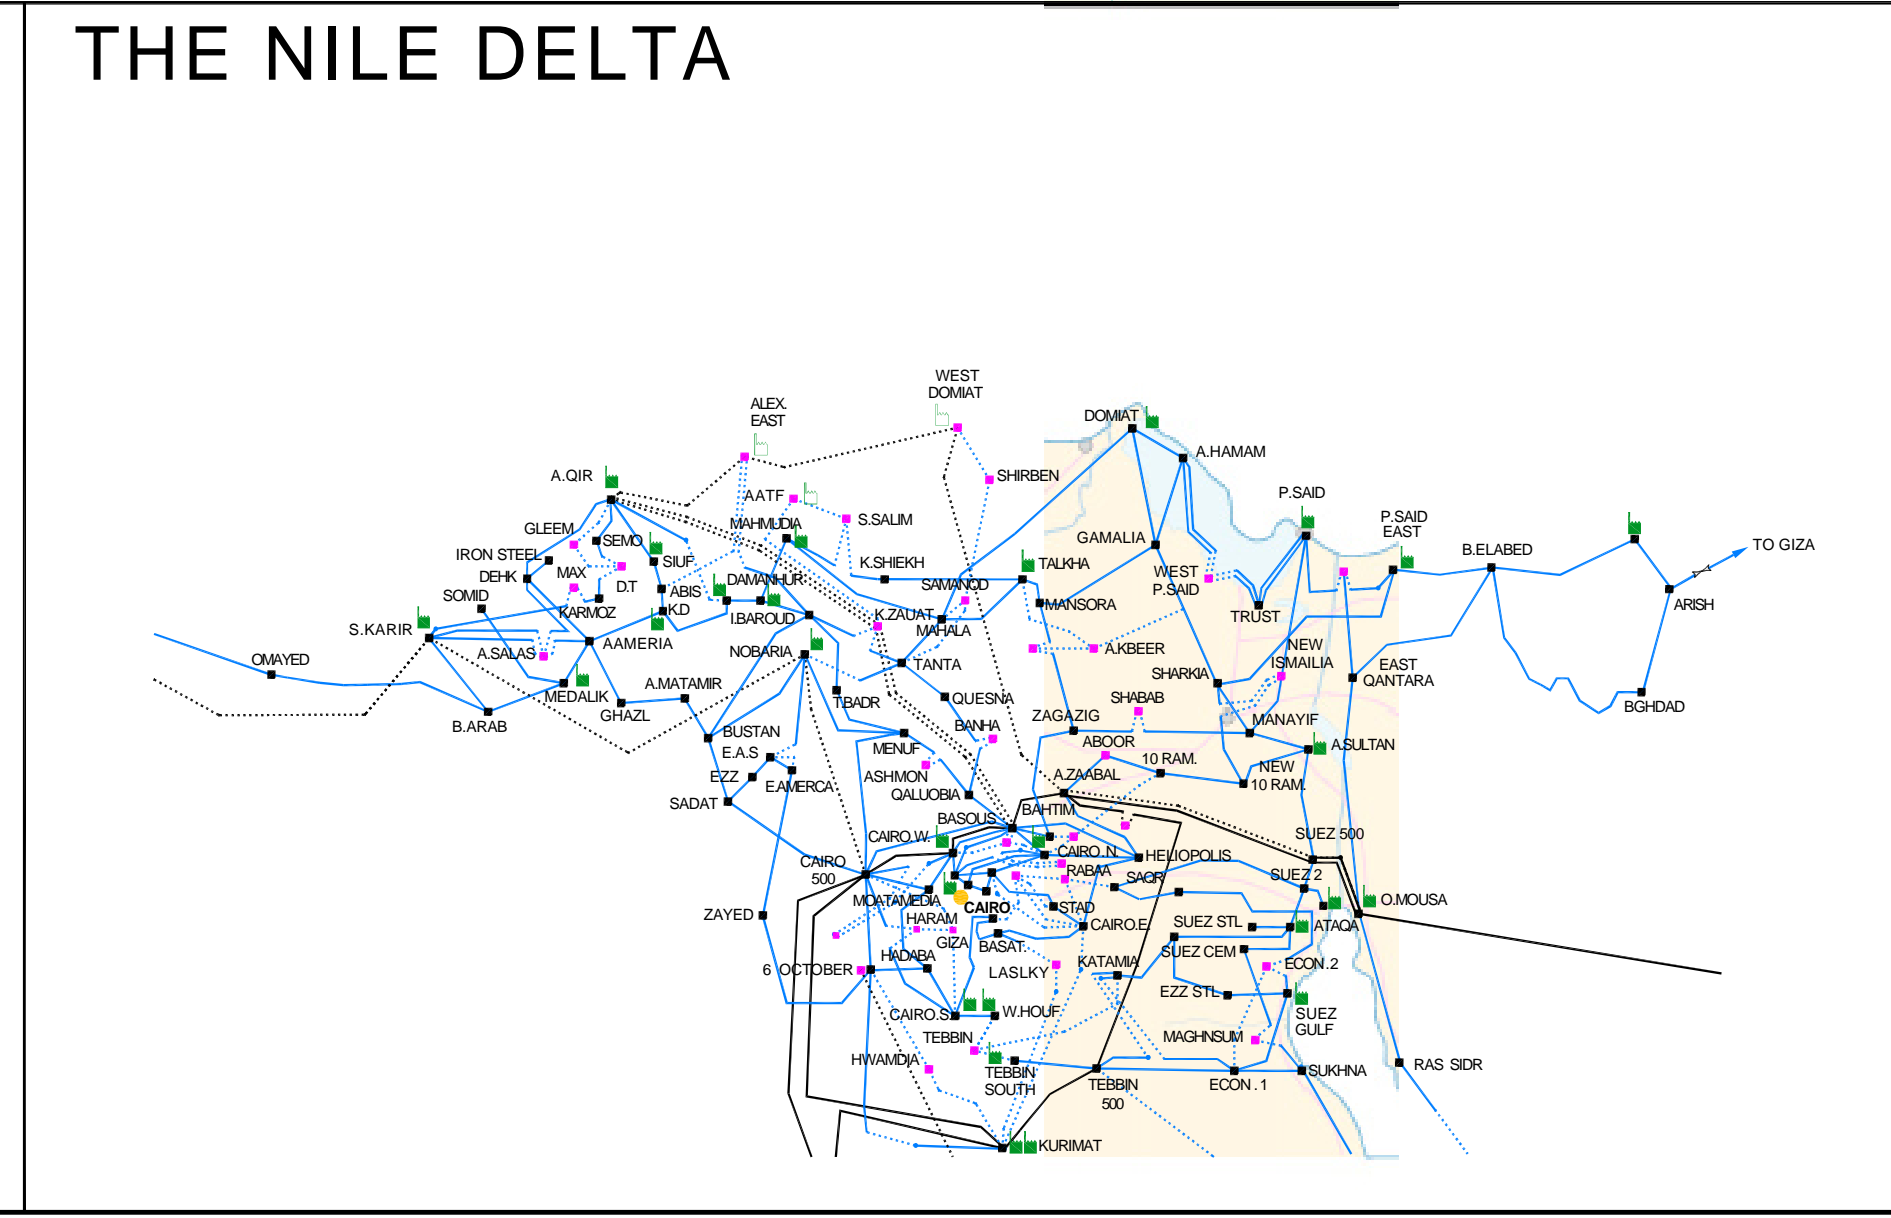 THE NILE DELTA
WEST
DOMIAT
ALEX.
EAST
DOMIAT
A.HAMAM
A.QIR
SHIRBEN
P.SAID
AATF
S.SALIM
P.SAID
EAST
GLEEM
MAHMUDIA
SEMO
GAMALIA
TO GIZA
IRON STEEL
SIUF
K.SHIEKH
TALKHA
B.ELABED
DEHK
MAX
D.T
DAMANHUR
SAMANOD
WEST
P.SAID
SOMID
ABIS
KARMOZ
K.D
I.BAROUD
K.ZAUAT
MANSORA
TRUST
ARISH
S.KARIR
MAHALA
A.SALAS
AAMERIA
NOBARIA
A.KBEER
NEW
ISMAILIA
OMAYED
TANTA
SHARKIA
EAST
QANTARA
MEDALIK
A.MATAMIR
T.BADR
QUESNA
SHABAB
BGHDAD
GHAZL
B.ARAB
BANHA
ZAGAZIG
MANAYIF
BUSTAN
MENUF
ABOOR
A.SULTAN
E.A.S
10 RAM.
EZZ
E.AMERCA
ASHMON
A.ZAABAL
NEW
10 RAM.
SADAT
QALUOBIA
BAHTIM
BASOUS
CAIRO.W.
SUEZ 500
CAIRO
500
CAIRO .N.
HELIOPOLIS
RABAA
SAQR
SUEZ 2
MOATAMEDIA
CAIRO
STAD
O.MOUSA
ZAYED
HARAM
CAIRO.E.
SUEZ STL
ATAQA
GIZA
BASAT.
SUEZ CEM
HADABA
6 OCTOBER
LASLKY
KATAMIA
ECON .2
EZZ STL
CAIRO.S.
W.HOUF
SUEZ
GULF
TEBBIN
MAGHNSUM
HWAMDIA
TEBBIN
SOUTH
TEBBIN
500
ECON . 1
SUKHNA
RAS SIDR
KURIMAT